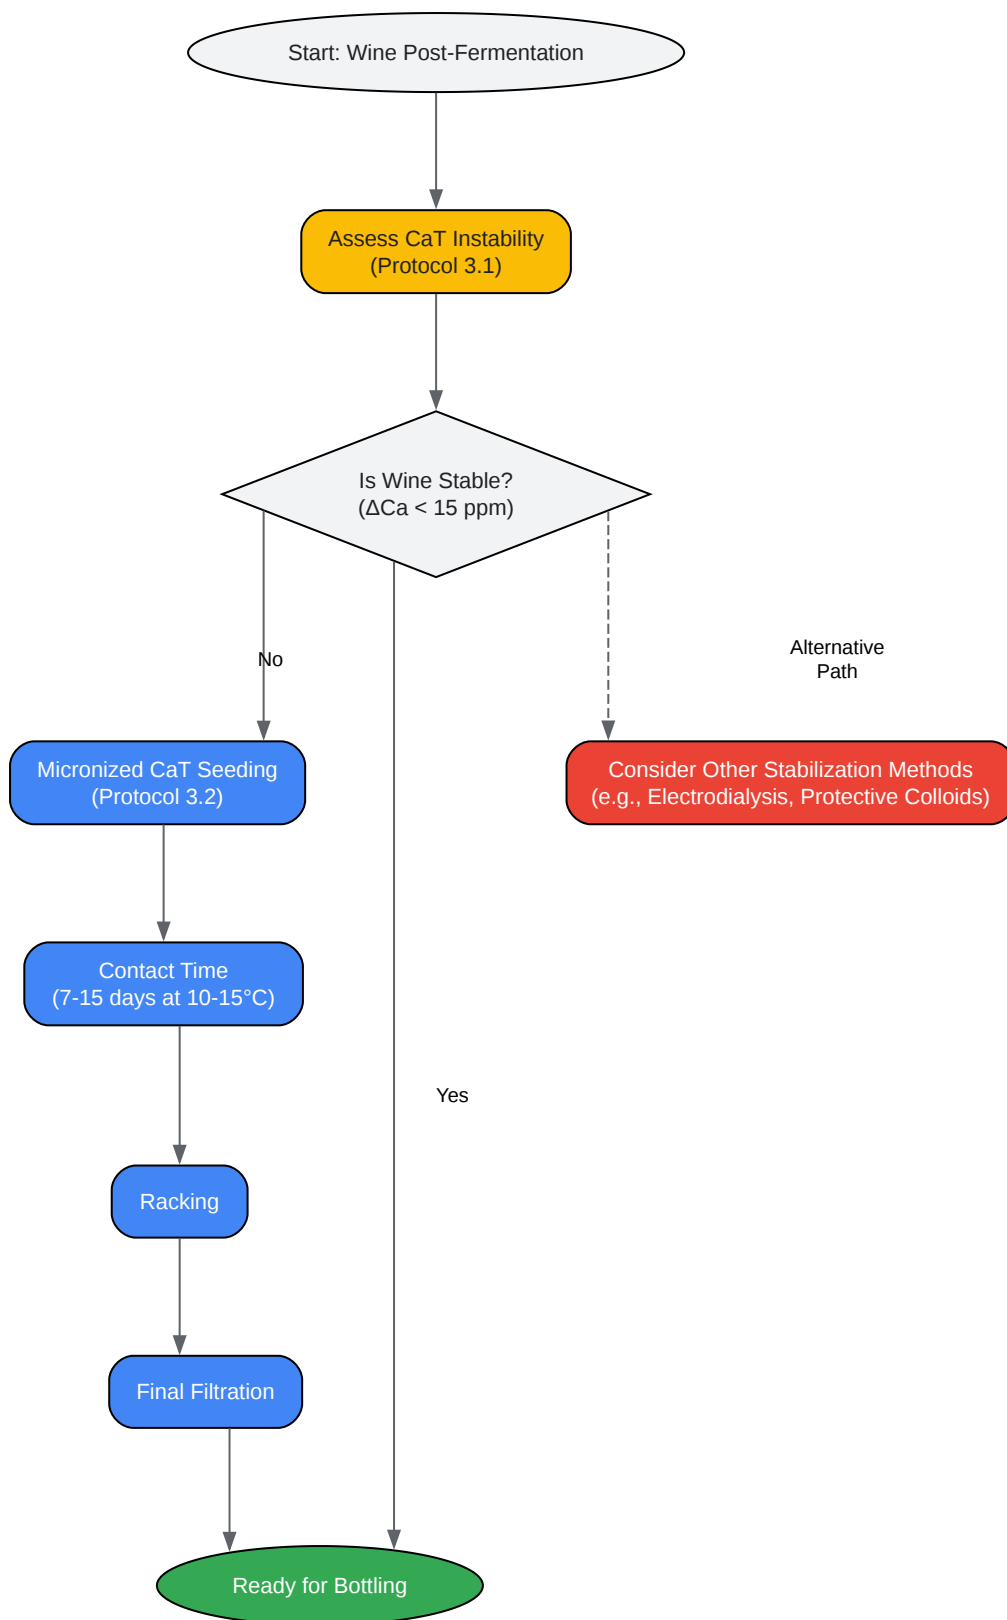 Start: Wine Post-Fermentation
Assess CaT Instability
(Protocol 3.1)
Is Wine Stable?
(ΔCa < 15 ppm)
No
Alternative
Path
Micronized CaT Seeding
(Protocol 3.2)
Consider Other Stabilization Methods
(e.g., Electrodialysis, Protective Colloids)
Contact Time
(7-15 days at 10-15°C)
Yes
Racking
Final Filtration
Ready for Bottling